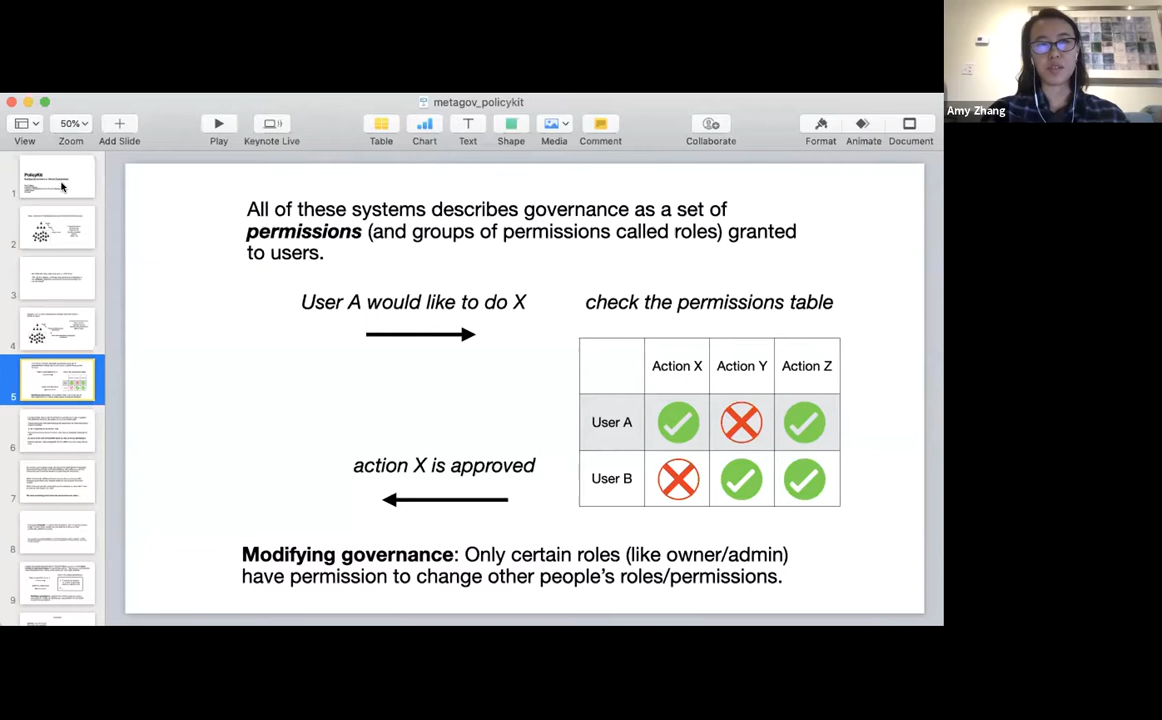 metagov_policykit
50%
View
Zoom
Add Slide
Play
Keynote Live
Table
Chart
Text
Shape
Media
Comment
Collaborate
Format
Animate
Document
Amy Zhang
PolicyKit
1
2
3
4
5
6
7
8
9
All of these systems describes governance as a set of
permissions (and groups of permissions called roles) granted
to users.
User A would like to do X
check the permissions table
Action X
Action Y
Action Z
User A
User B
action X is approved
Modifying governance: Only certain roles (like owner/admin)
have permission to change other people's roles/permissions.